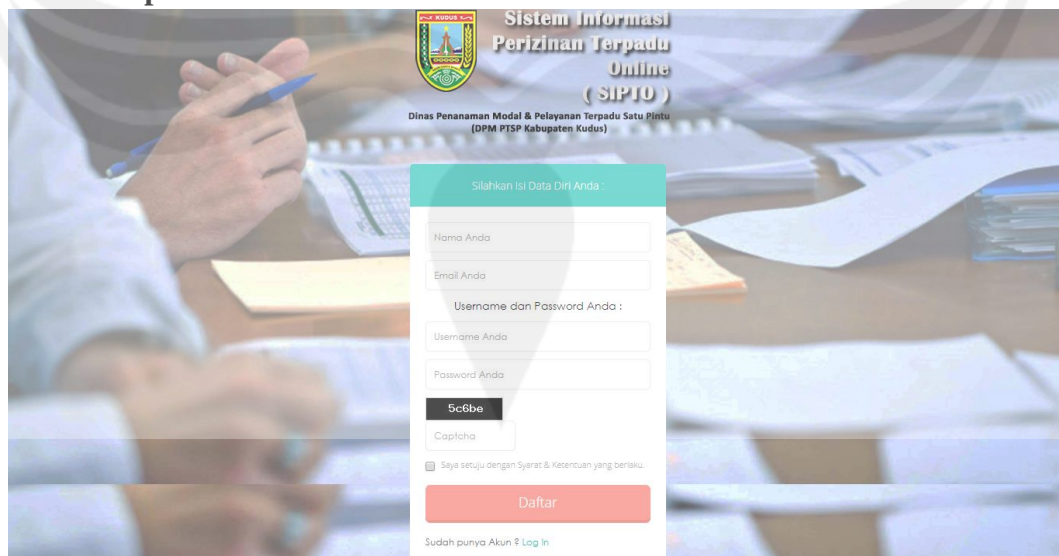 KUDUS
Sistem Informasi
Perizinan Terpadu
Online
( SIPTO )
Dinas Penanaman Modal & Pelayanan Terpadu Satu Pintu
(DPM PTSP Kabupaten Kudus)
Silahkan Isi Data Diri Anda :
Nama Anda
Email Anda
Username dan Password Anda :
Username Anda
Password Anda
5c6be
Captcha
Saya setuju dengan Syarat & Ketentuan yang berlaku.
Daftar
Sudah punya Akun ? Log In